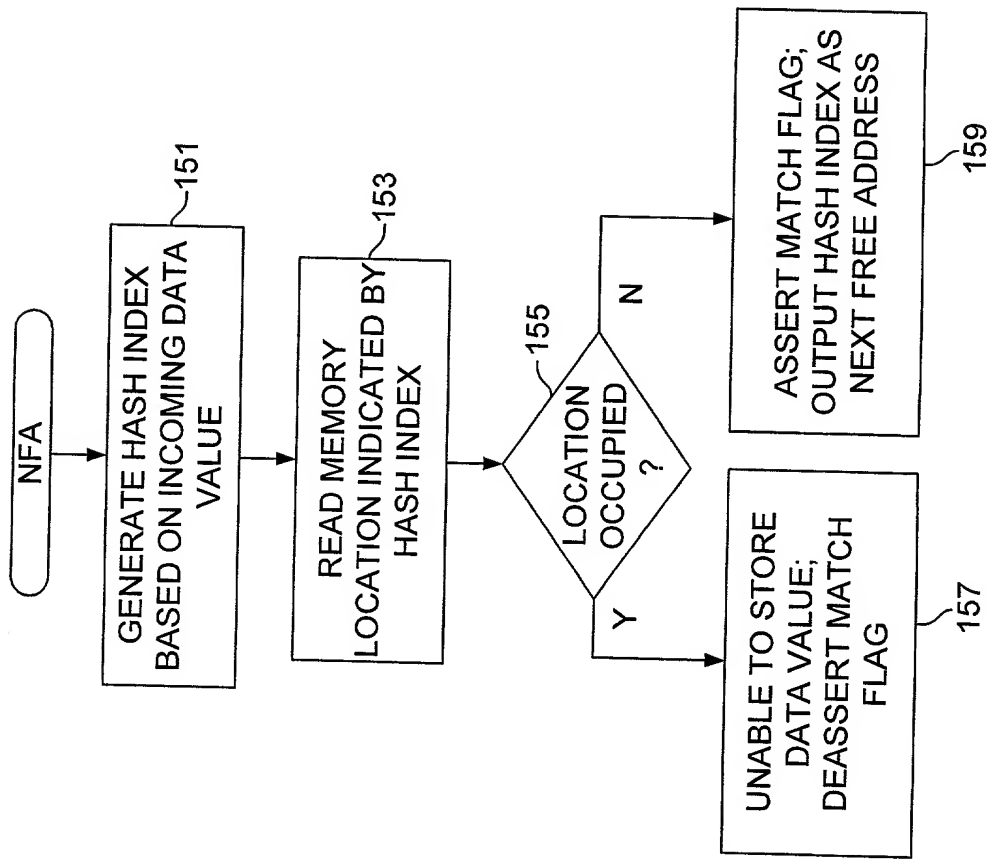 NFA
GENERATE HASH INDEX
BASED ON INCOMING DATA
VALUE
151
READ MEMORY
LOCATION INDICATED BY
HASH INDEX
153
LOCATION
OCCUPIED
?
155
Y
N
UNABLE TO STORE
DATA VALUE;
DEASSERT MATCH
FLAG
157
ASSERT MATCH FLAG;
OUTPUT HASH INDEX AS
NEXT FREE ADDRESS
159